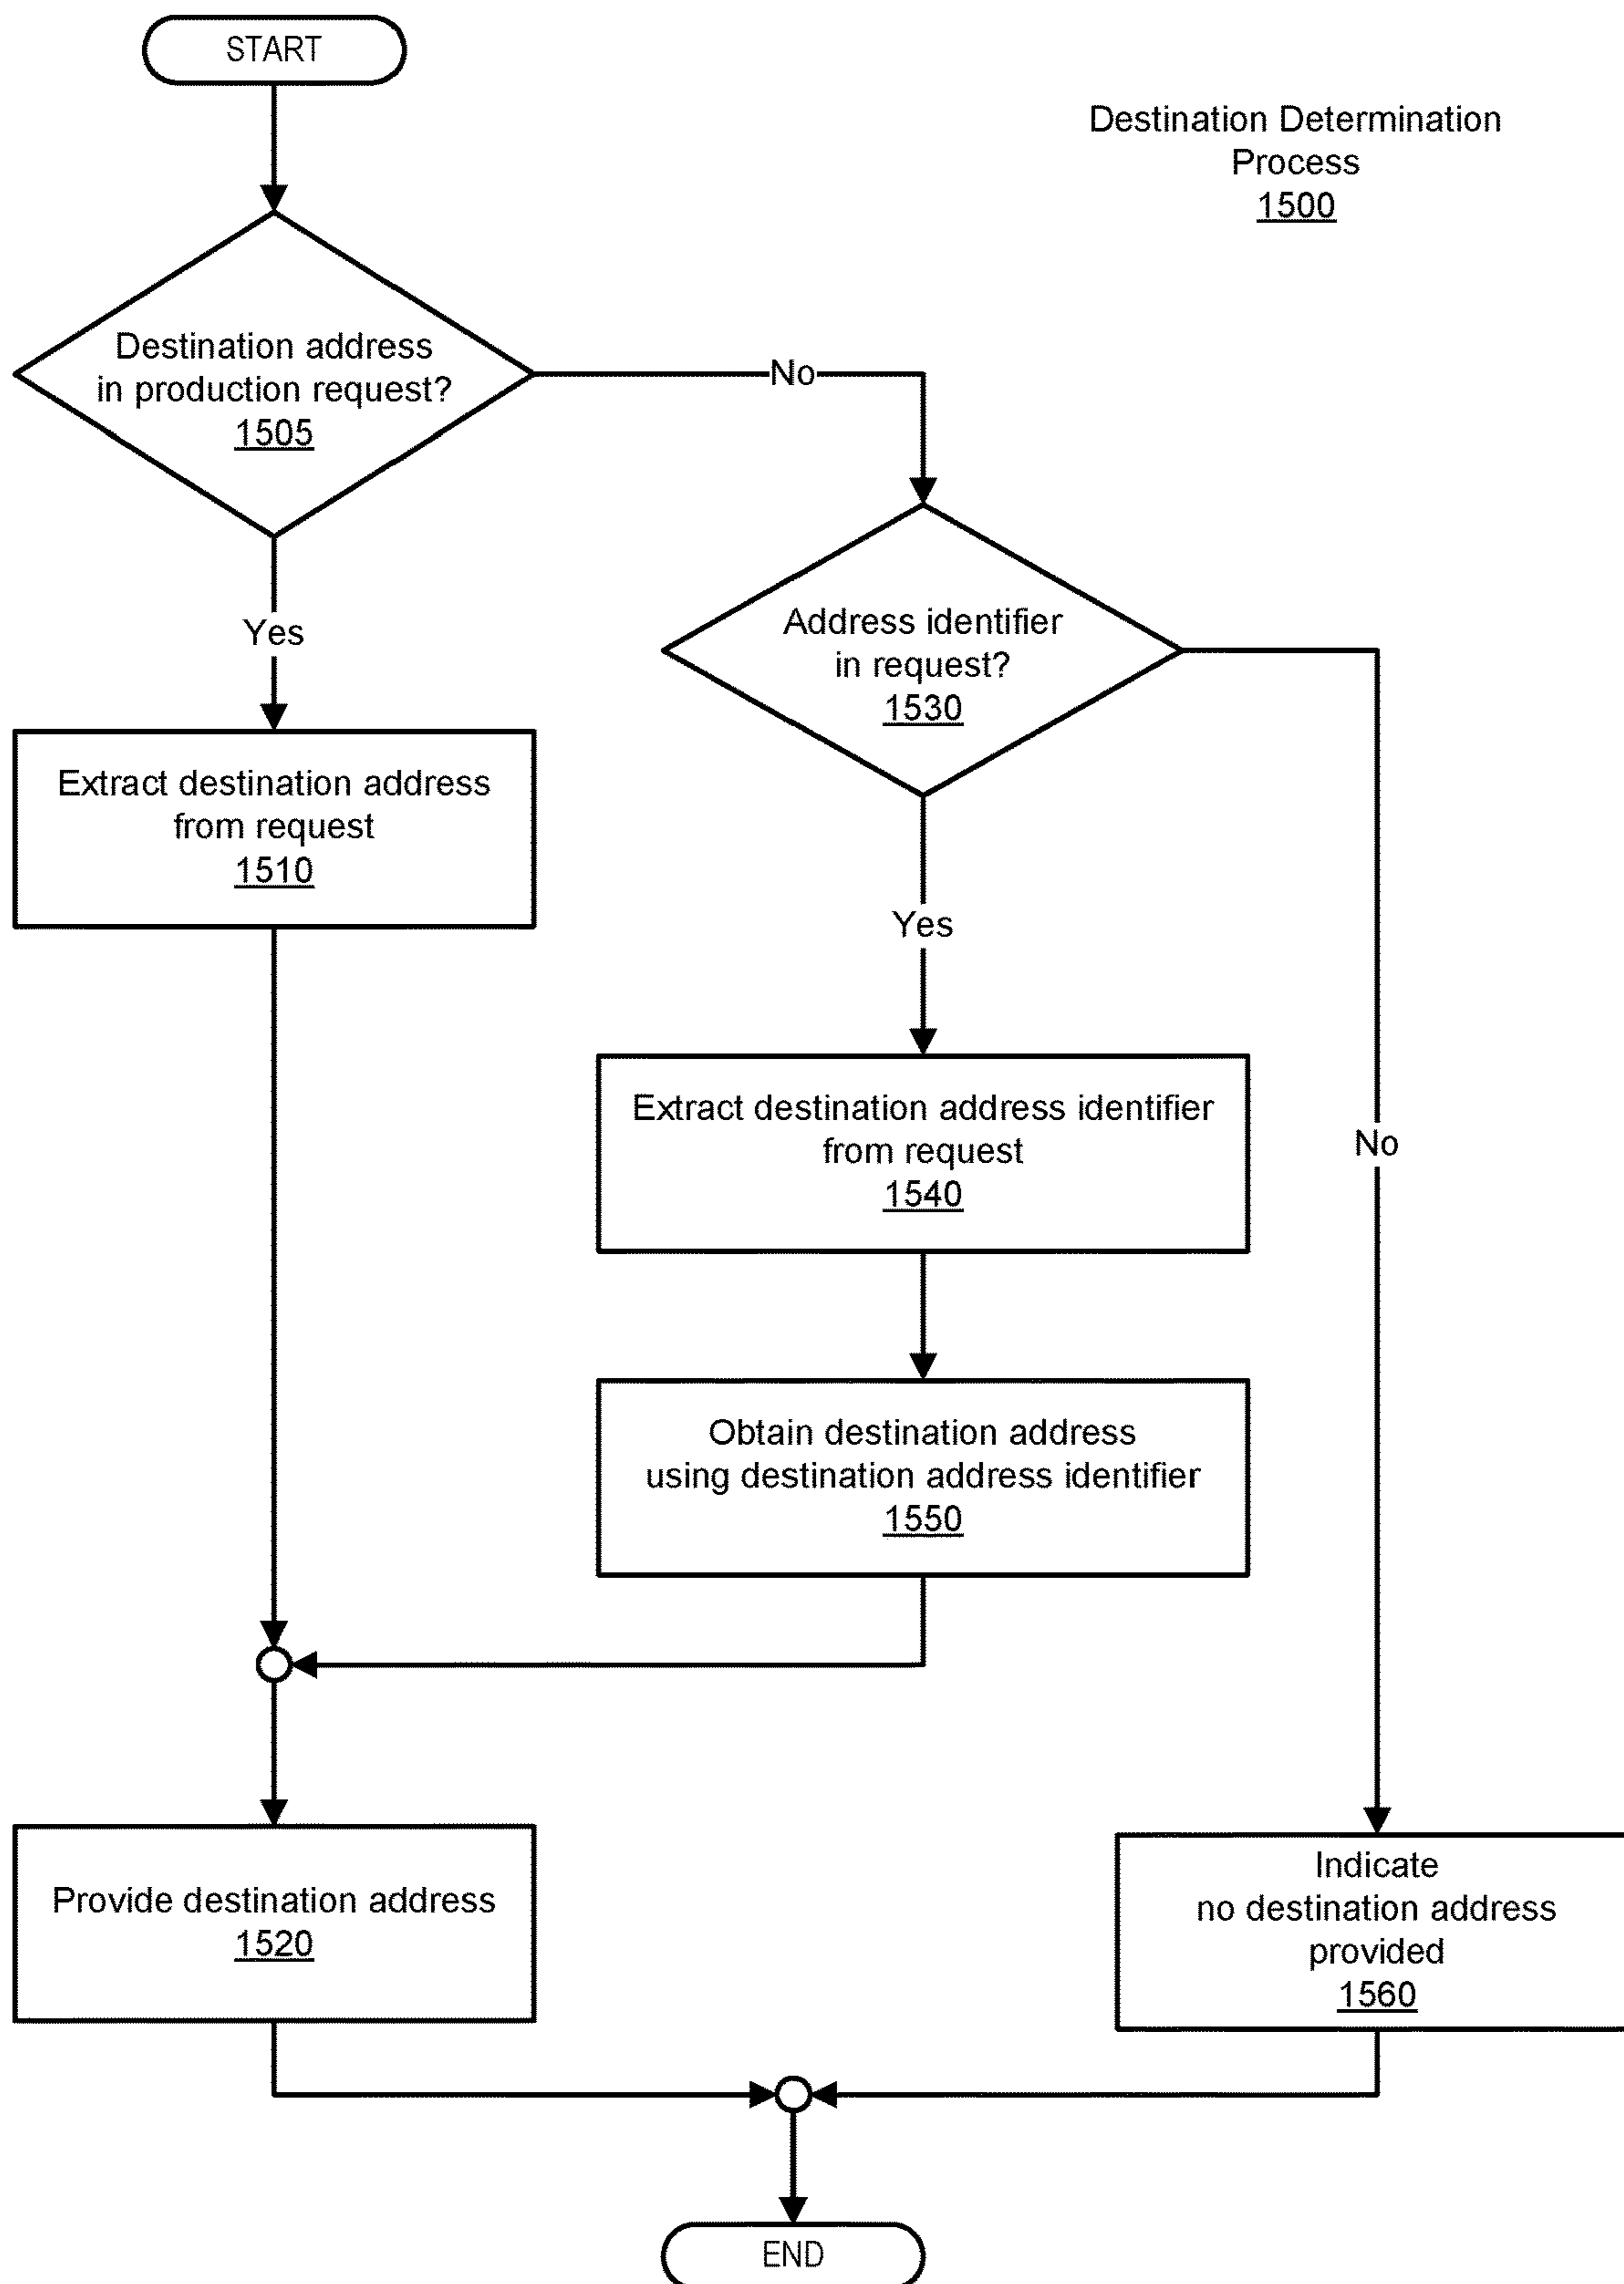 START
Destination Determination
Process
1500
Destination address
in production request?
1505
No
Address identifier
in request?
1530
Yes
Extract destination address
from request
1510
Yes
Extract destination address identifier
from request
1540
No
Obtain destination address
using destination address identifier
1550
Provide destination address
1520
Indicate
no destination address
provided
1560
END